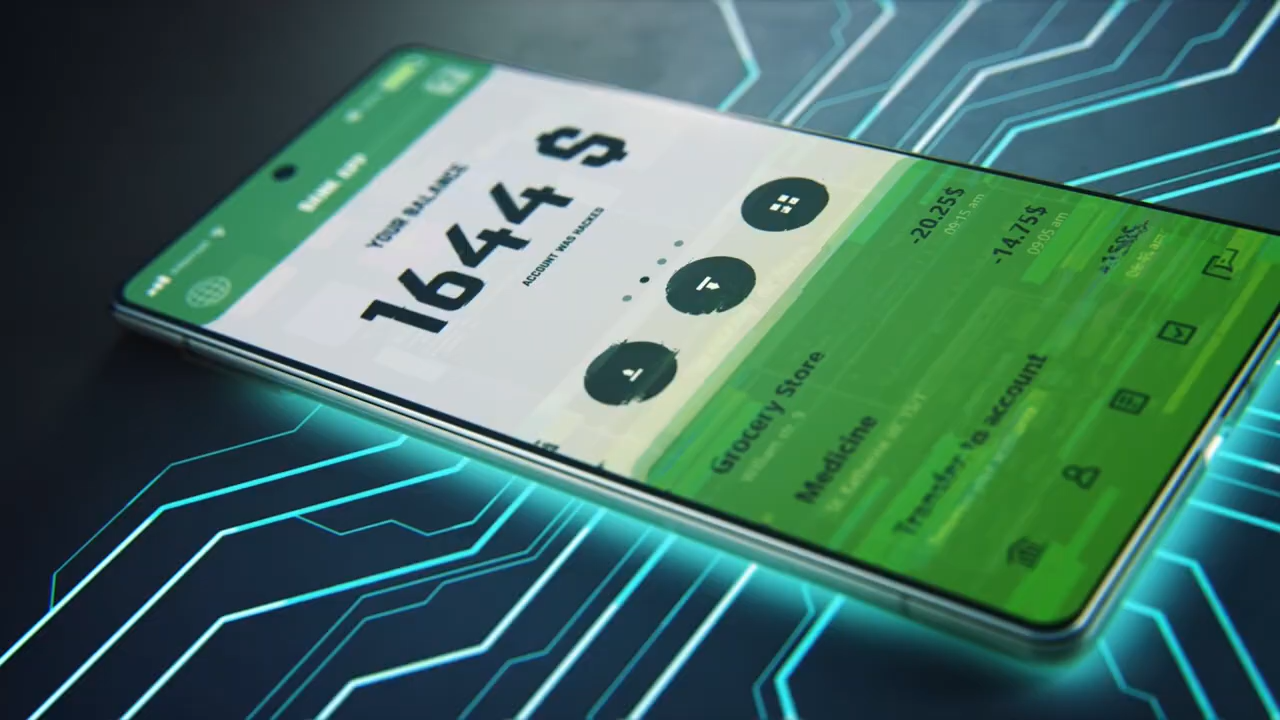 BANK APP
YOUR BALANCE
1644 $
ACCOUNT WAS HACKED
Grocery Store -20.25$
09:15 am
Medicine -14.75$
09:05 am
Transfer to account